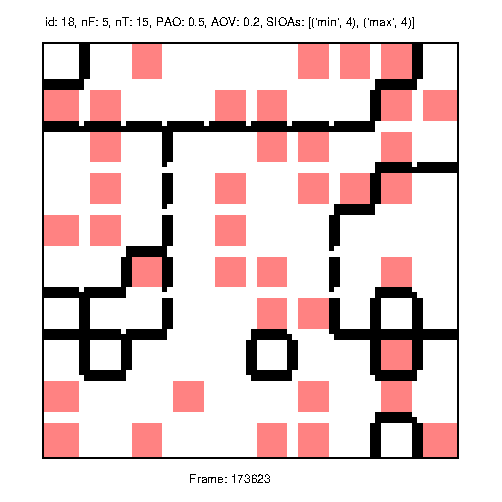 id: 18, nF: 5, nT: 15, PAO: 0.5, AOV: 0.2, SIOAs: [('min', 4), ('max', 4)]
Frame: 173623